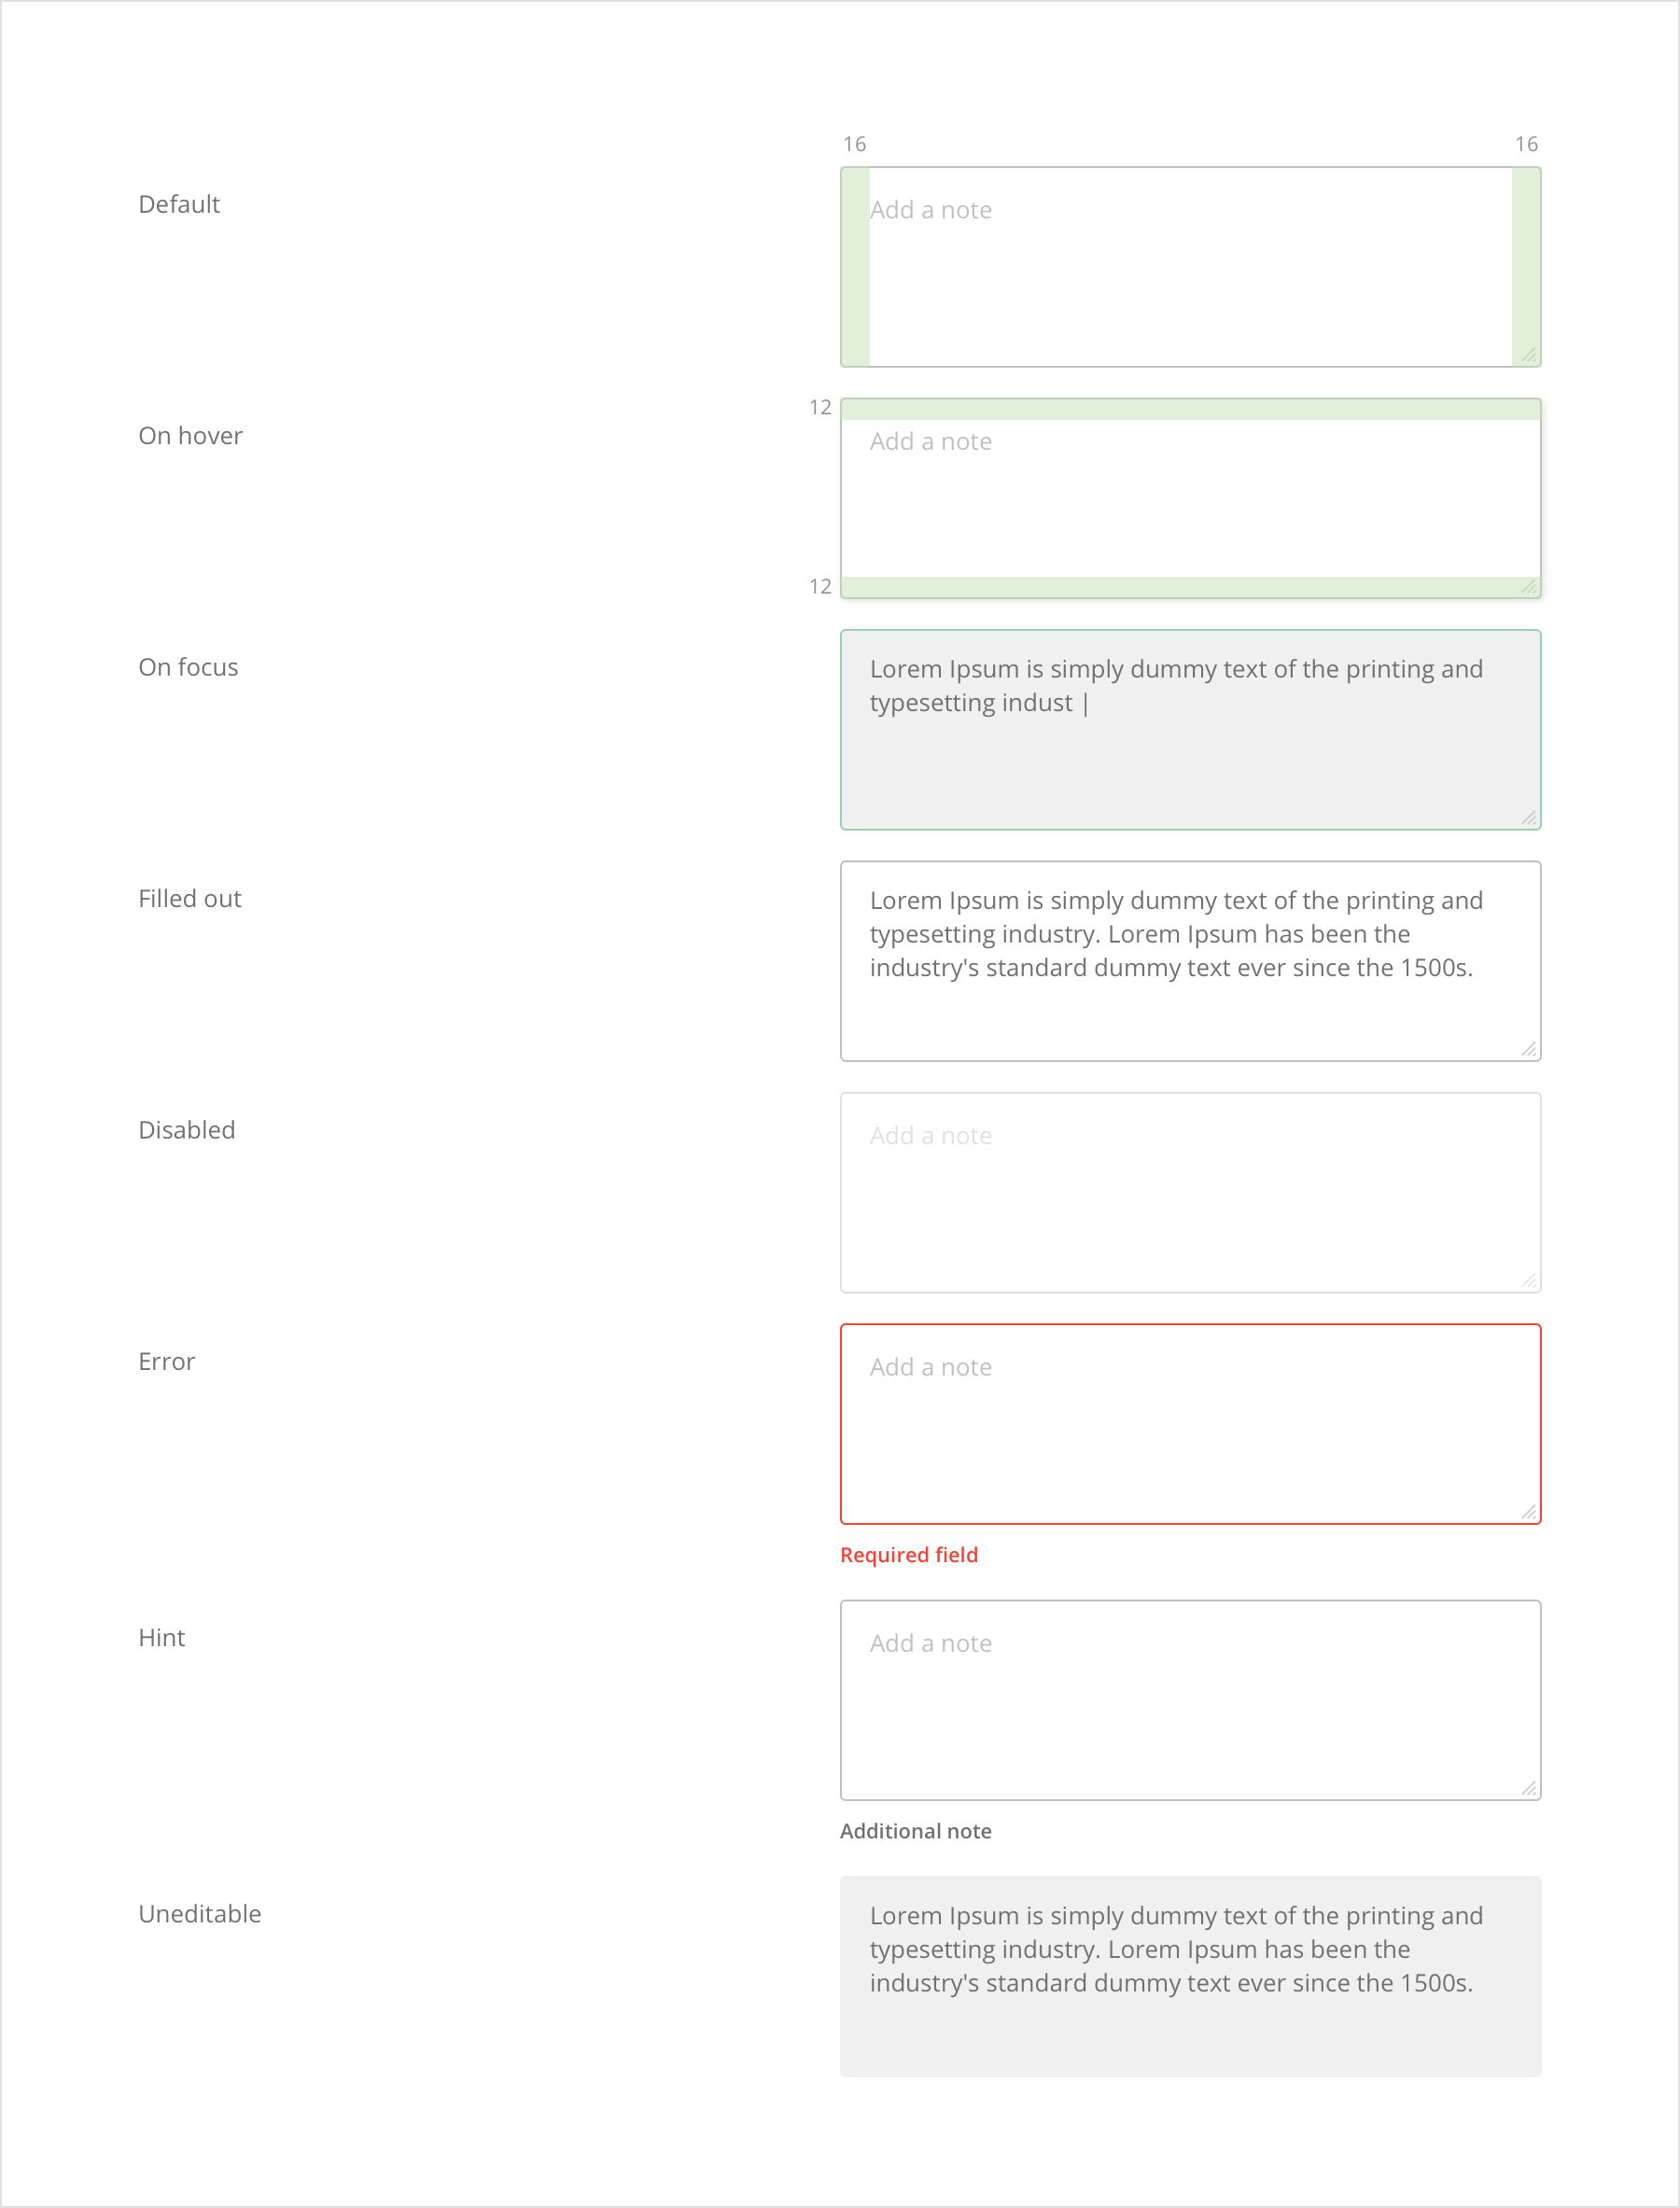 16 16
Default
Add a note
12
On hover
Add a note
12
On focus
Lorem Ipsum is simply dummy text of the printing and
typesetting indust |
Filled out
Lorem Ipsum is simply dummy text of the printing and
typesetting industry. Lorem Ipsum has been the
industry's standard dummy text ever since the 1500s.
Disabled
Add a note
Error
Add a note
Required field
Hint
Add a note
Additional note
Uneditable
Lorem Ipsum is simply dummy text of the printing and
typesetting industry. Lorem Ipsum has been the
industry's standard dummy text ever since the 1500s.